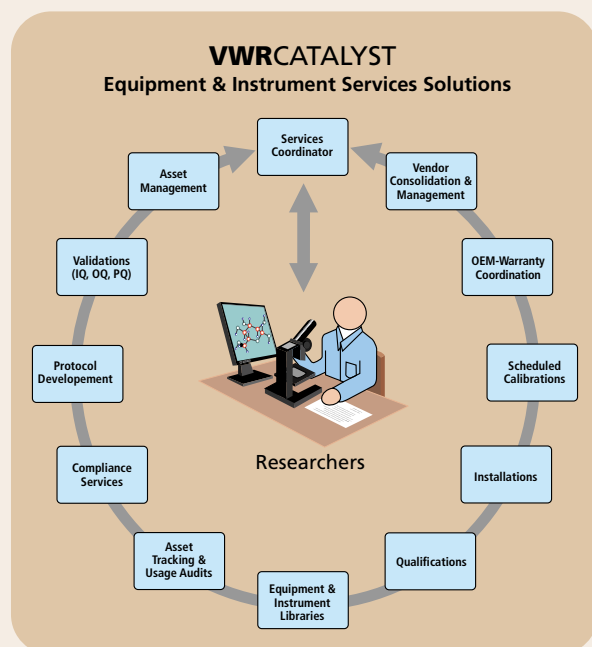 VWRCATALYST
Equipment & Instrument Services Solutions
Services
Coordinator
Vendor
Consolidation &
Management
OEM-Warranty
Coordination
Scheduled
Calibrations
Installations
Qualifications
Equipment &
Instrument
Libraries
Asset
Tracking &
Usage Audits
Compliance
Services
Protocol
Developement
Validations
(IQ, OQ, PQ)
Asset
Management
Researchers